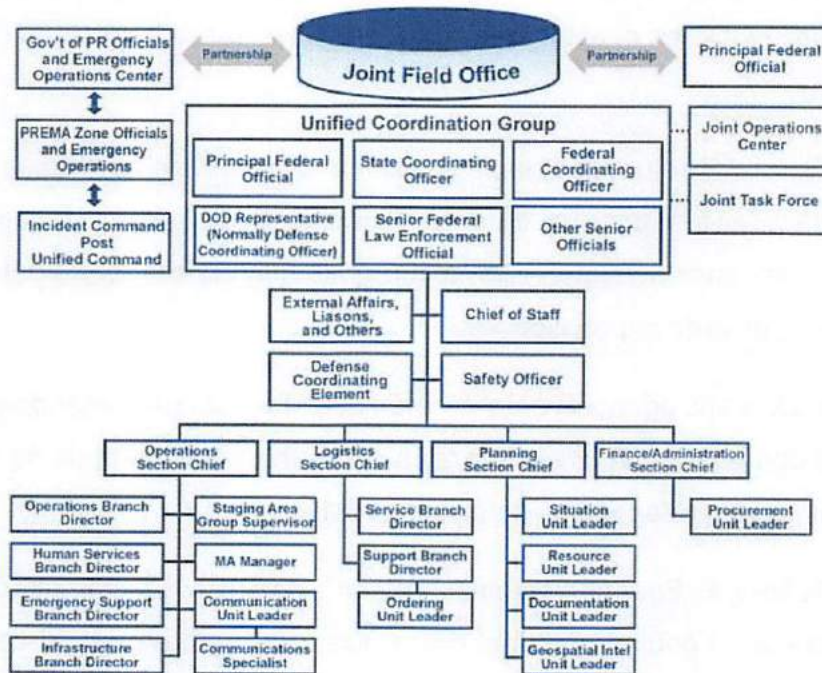 Gov't of PR Officials
and Emergency
Operations Center
Partnership
Joint Field Office
Partnership
Principal Federal
Official
PREMA Zone Officials
and Emergency
Operations
Incident Command
Post
Unified Command
Unified Coordination Group
Principal Federal
Official
State Coordinating
Officer
Federal
Coordinating
Officer
DOD Representative
(Normally Defense
Coordinating Officer)
Senior Federal
Law Enforcement
Official
Other Senior
Officials
Joint Operations
Center
Joint Task Force
External Affairs,
Liasons,
and Others
Chief of Staff
Defense
Coordinating
Element
Safety Officer
Operations
Section Chief
Logistics
Section Chief
Planning
Section Chief
Finance/Administration
Section Chief
Operations Branch
Director
Human Services
Branch Director
Emergency Support
Branch Director
Infrastructure
Branch Director
Staging Area
Group Supervisor
MA Manager
Communication
Unit Leader
Communications
Specialist
Service Branch
Director
Support Branch
Director
Ordering
Unit Leader
Situation
Unit Leader
Resource
Unit Leader
Documentation
Unit Leader
Geospatial Intel
Unit Leader
Procurement
Unit Leader